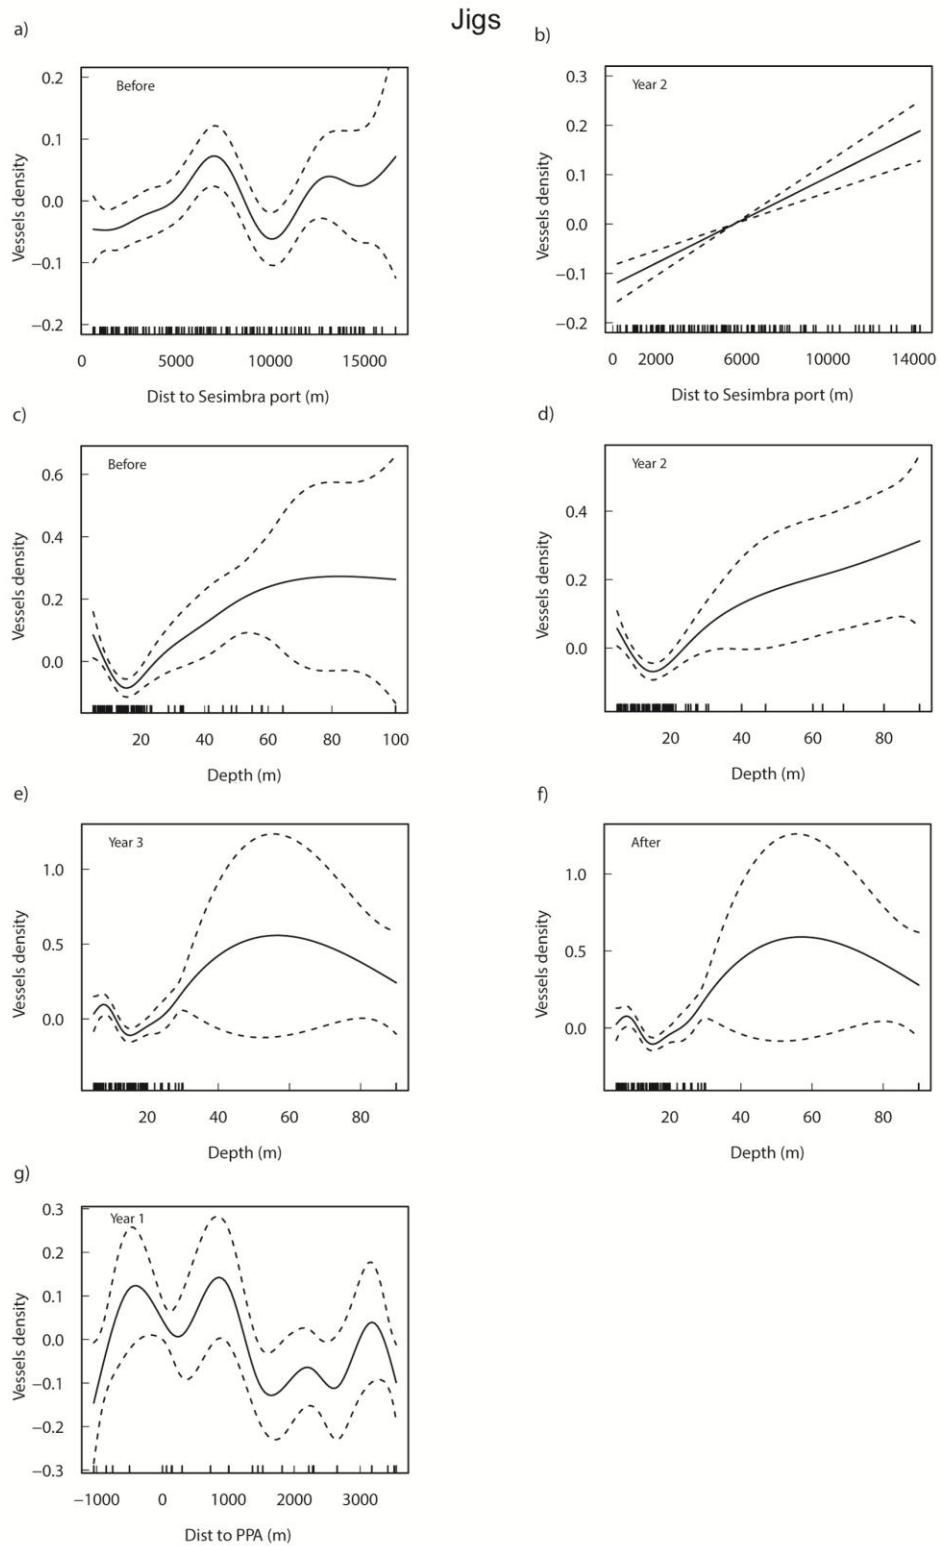 Jigs
a)
Before
0.2
0.1
0.0
−0.1
−0.2
Vessels density
0 5000 10000 15000
Dist to Sesimbra port (m)
b)
Year 2
0.3
0.2
0.1
0.0
−0.1
−0.2
Vessels density
0 2000 6000 10000 14000
Dist to Sesimbra port (m)
c)
Before
0.6
0.4
0.2
0.0
Vessels density
20 40 60 80 100
Depth (m)
d)
Year 2
0.4
0.2
0.0
Vessels density
20 40 60 80
Depth (m)
e)
Year 3
1.0
0.5
0.0
Vessels density
20 40 60 80
Depth (m)
f)
After
1.0
0.5
0.0
Vessels density
20 40 60 80
Depth (m)
g)
Year 1
0.3
0.2
0.1
0.0
−0.1
−0.2
−0.3
Vessels density
−1000 0 1000 2000 3000
Dist to PPA (m)